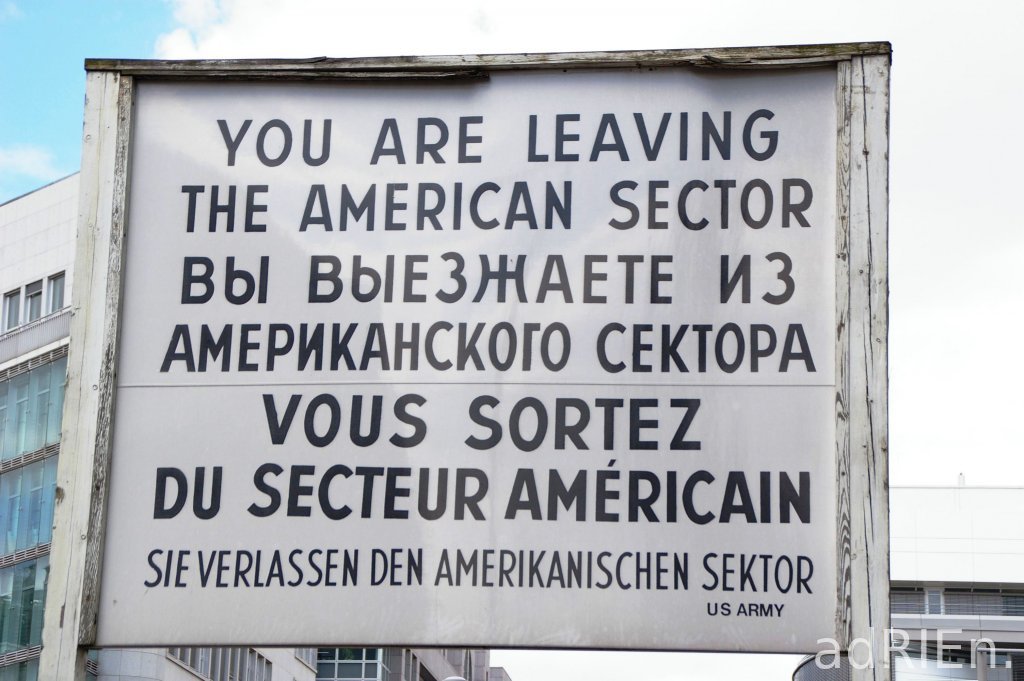 YOU ARE LEAVING
THE AMERICAN SECTOR
ВЫ ВЫЕЗЖАЕТЕ ИЗ
АМЕРИКАНСКОГО СЕКТОРА
VOUS SORTEZ
DU SECTEUR AMÉRICAIN
SIE VERLASSEN DEN AMERIKANISCHEN SEKTOR
US ARMY
adRIEn.